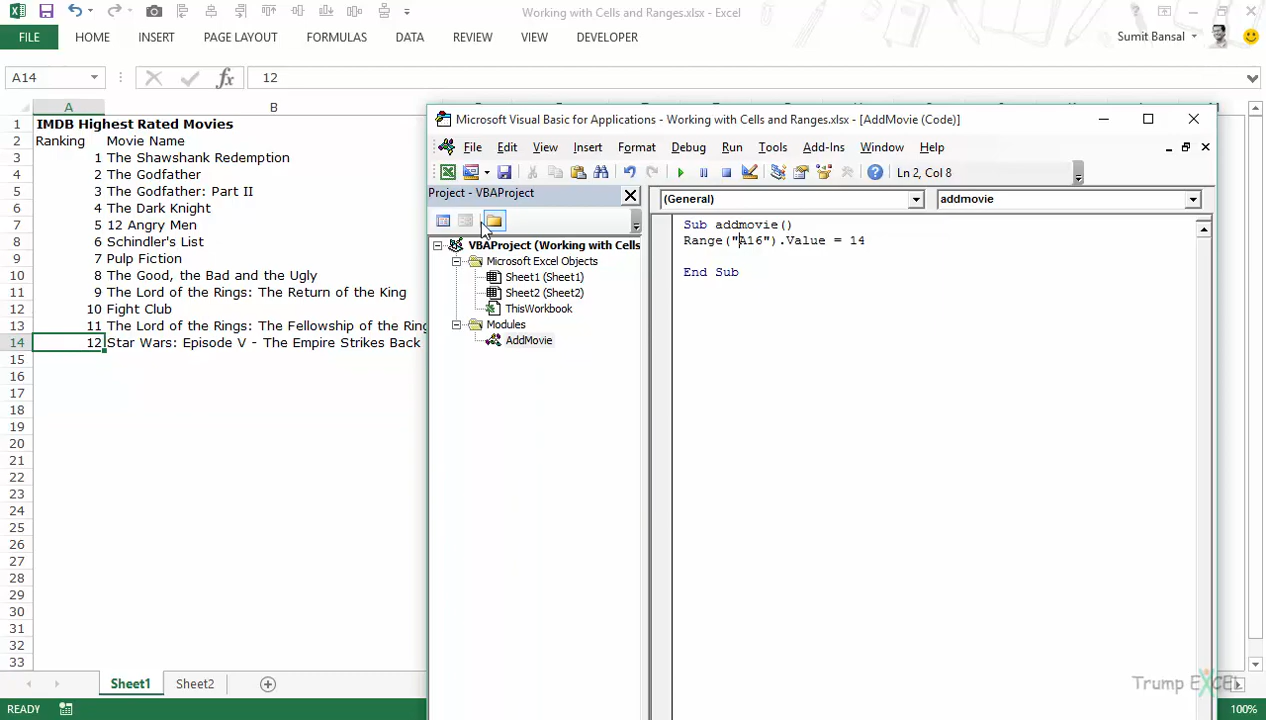 Working with Cells and Ranges.xlsx - Excel
FILE HOME INSERT PAGE LAYOUT FORMULAS DATA REVIEW VIEW DEVELOPER Sumit Bansal
A14 fx 12
A B
1 IMDB Highest Rated Movies
2 Ranking Movie Name
3 1 The Shawshank Redemption
4 2 The Godfather
5 3 The Godfather: Part II
6 4 The Dark Knight
7 5 12 Angry Men
8 6 Schindler's List
9 7 Pulp Fiction
10 8 The Good, the Bad and the Ugly
11 9 The Lord of the Rings: The Return of the King
12 10 Fight Club
13 11 The Lord of the Rings: The Fellowship of the Ring
14 12 Star Wars: Episode V - The Empire Strikes Back
15
16
17
18
19
20
21
22
23
24
25
26
27
28
29
30
31
32
33
Microsoft Visual Basic for Applications - Working with Cells and Ranges.xlsx - [AddMovie (Code)]
File Edit View Insert Format Debug Run Tools Add-Ins Window Help
Ln 2, Col 8
Project - VBAProject
VBAProject (Working with Cells
Microsoft Excel Objects
Sheet1 (Sheet1)
Sheet2 (Sheet2)
ThisWorkbook
Modules
AddMovie
(General) addmovie
Sub addmovie()
Range("A16").Value = 14
End Sub
Sheet1 Sheet2
Trump EXCEL
READY 100%